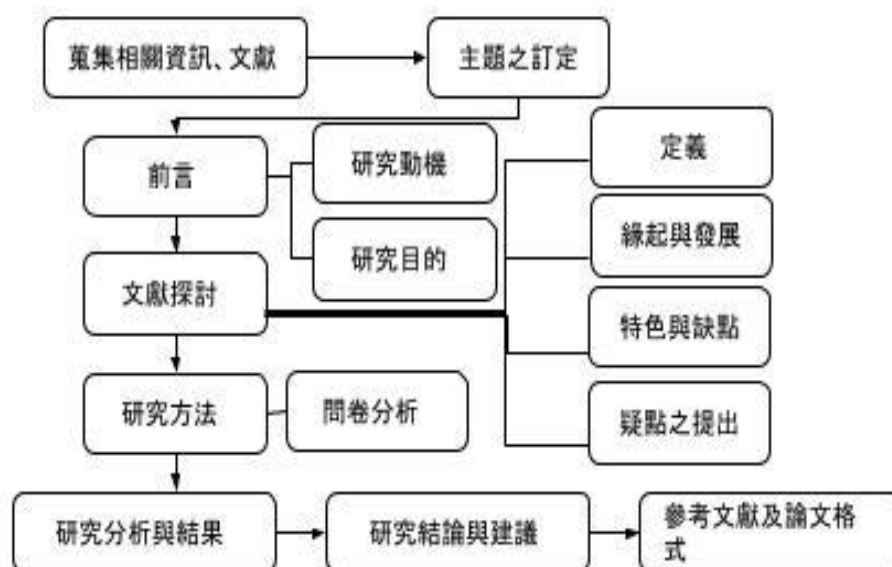 蒐集相關資訊、文獻
主題之訂定
前言
研究動機
研究目的
定義
緣起與發展
特色與缺點
疑點之提出
文獻探討
研究方法
問卷分析
研究分析與結果
研究結論與建議
參考文獻及論文格
式